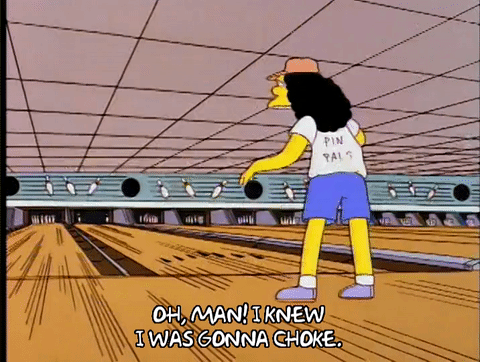 PIN
PALS
OH, MAN! I KNEW
I WAS GONNA CHOKE.